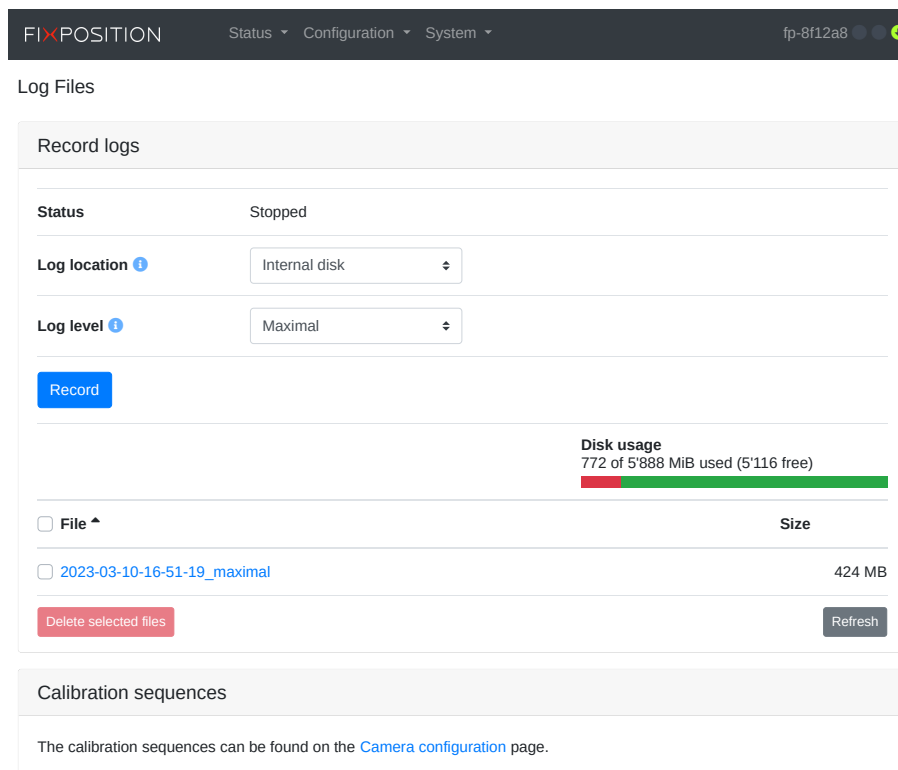 FIXPOSITION Status Configuration System fp-8f12a8
Log Files
Record logs
Status Stopped
Log location Internal disk
Log level Maximal
Record
Disk usage
772 of 5'888 MiB used (5'116 free)
File Size
2023-03-10-16-51-19_maximal 424 MB
Delete selected files Refresh
Calibration sequences
The calibration sequences can be found on the Camera configuration page.